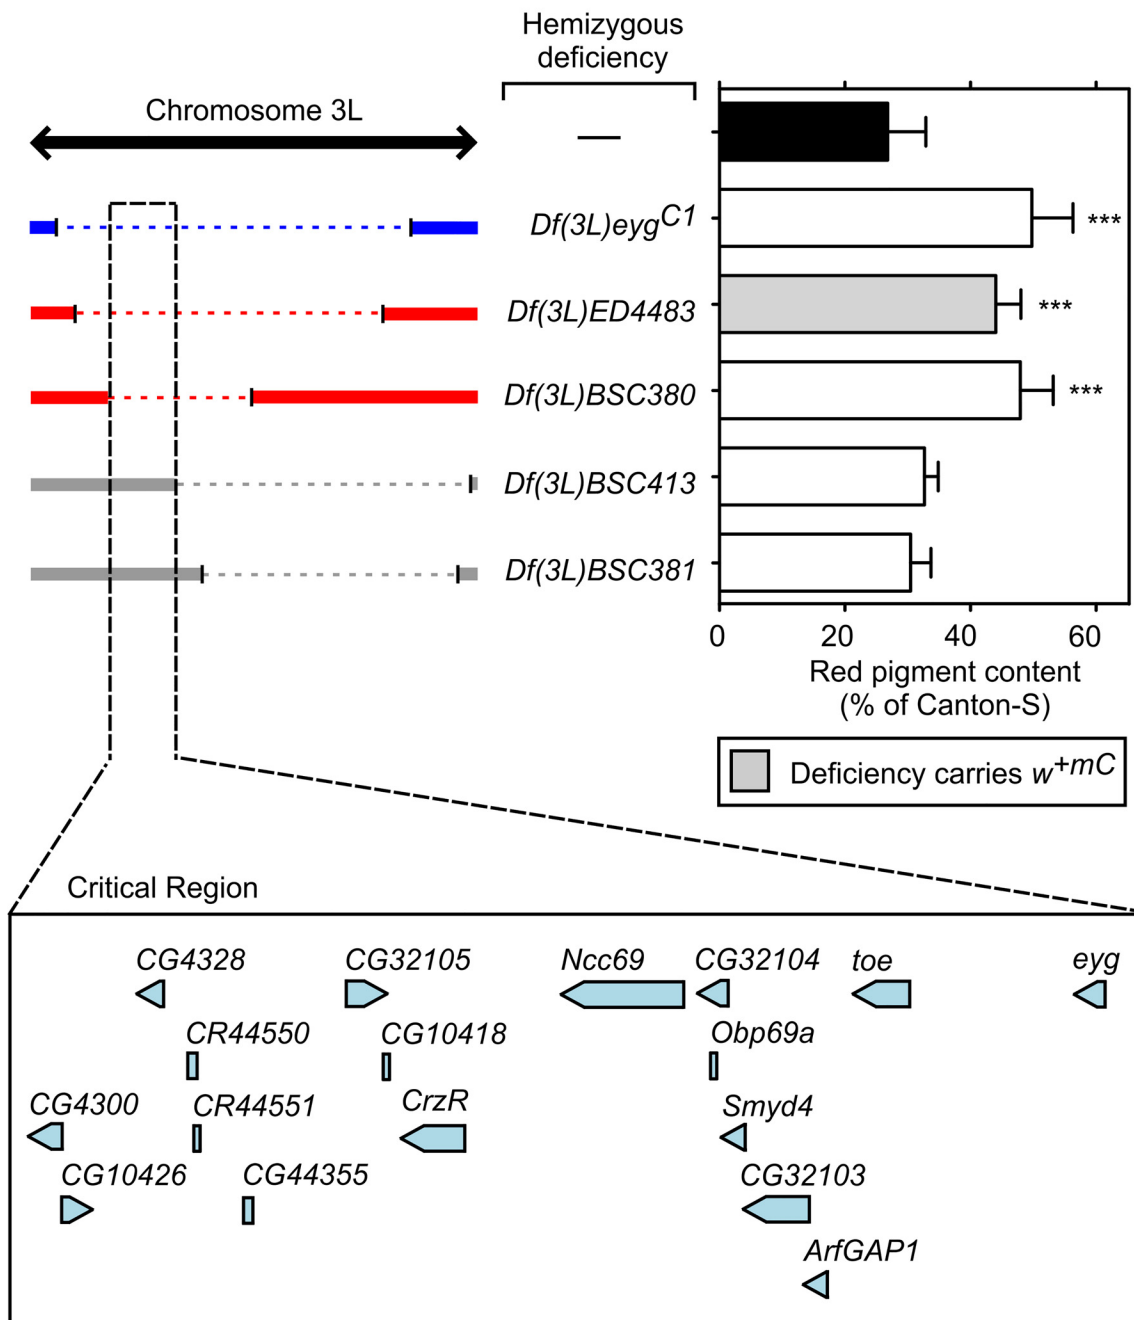 Hemizygous
deficiency
Chromosome 3L
—
Df(3L)eygC1
***
Df(3L)ED4483
***
Df(3L)BSC380
***
Df(3L)BSC413
Df(3L)BSC381
0 20 40 60
Red pigment content
(% of Canton-S)
Deficiency carries w+mC
Critical Region
CG4328 CG32105 Ncc69 CG32104 toe eyg
CR44550 CG10418 Obp69a
CG4300 CR44551 CrzR Smyd4
CG10426 CG44355 CG32103
ArfGAP1